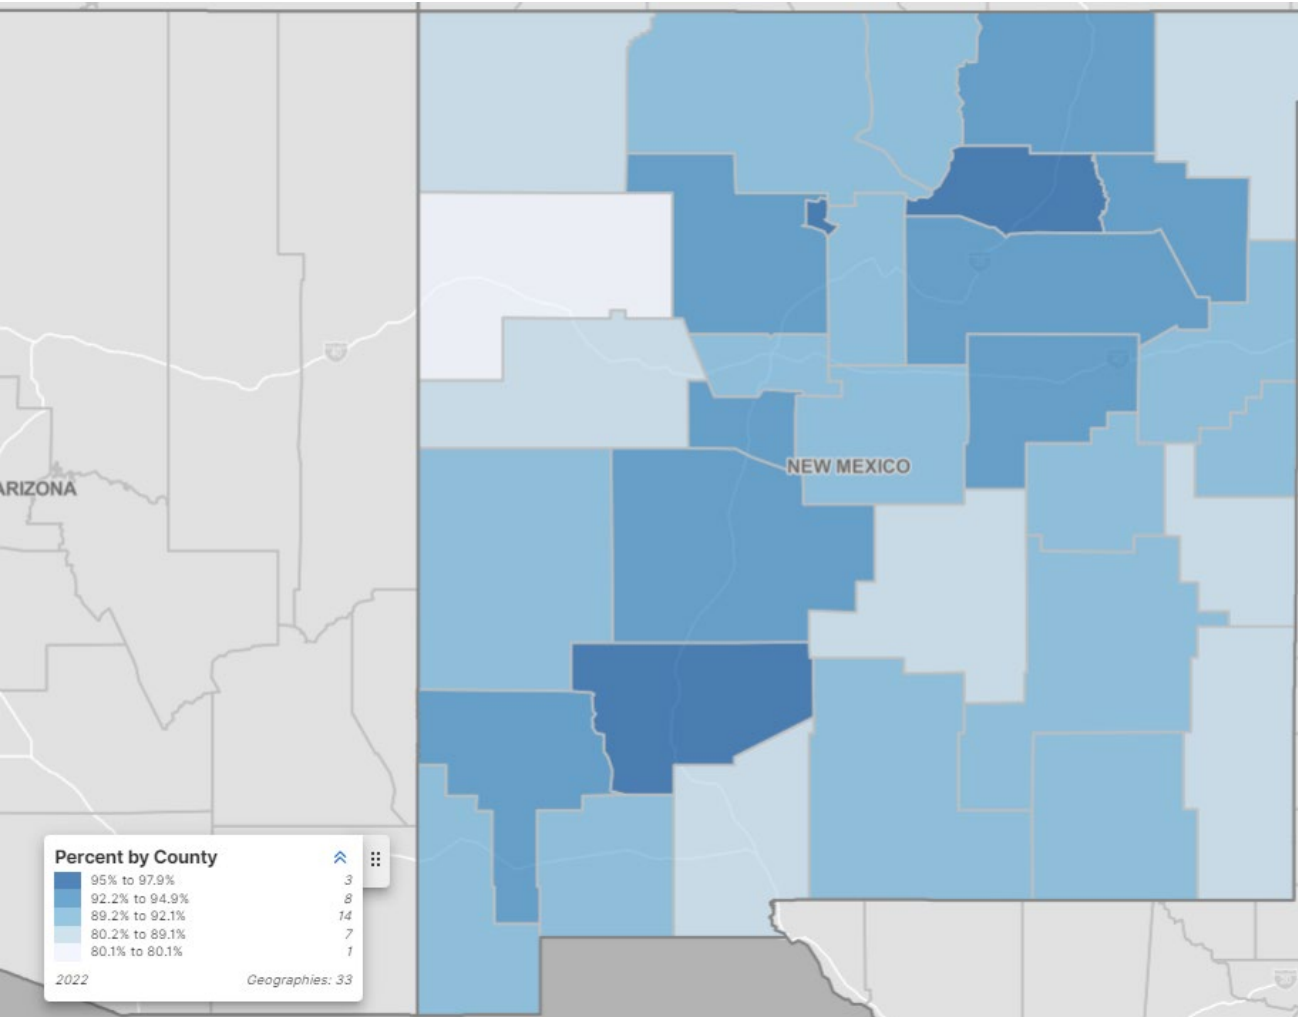 NEW MEXICO
ARIZONA
Percent by County
95% to 97.9% 3
92.2% to 94.9% 8
89.2% to 92.1% 14
80.2% to 89.1% 7
80.1% to 80.1% 1
2022 Geographies: 33